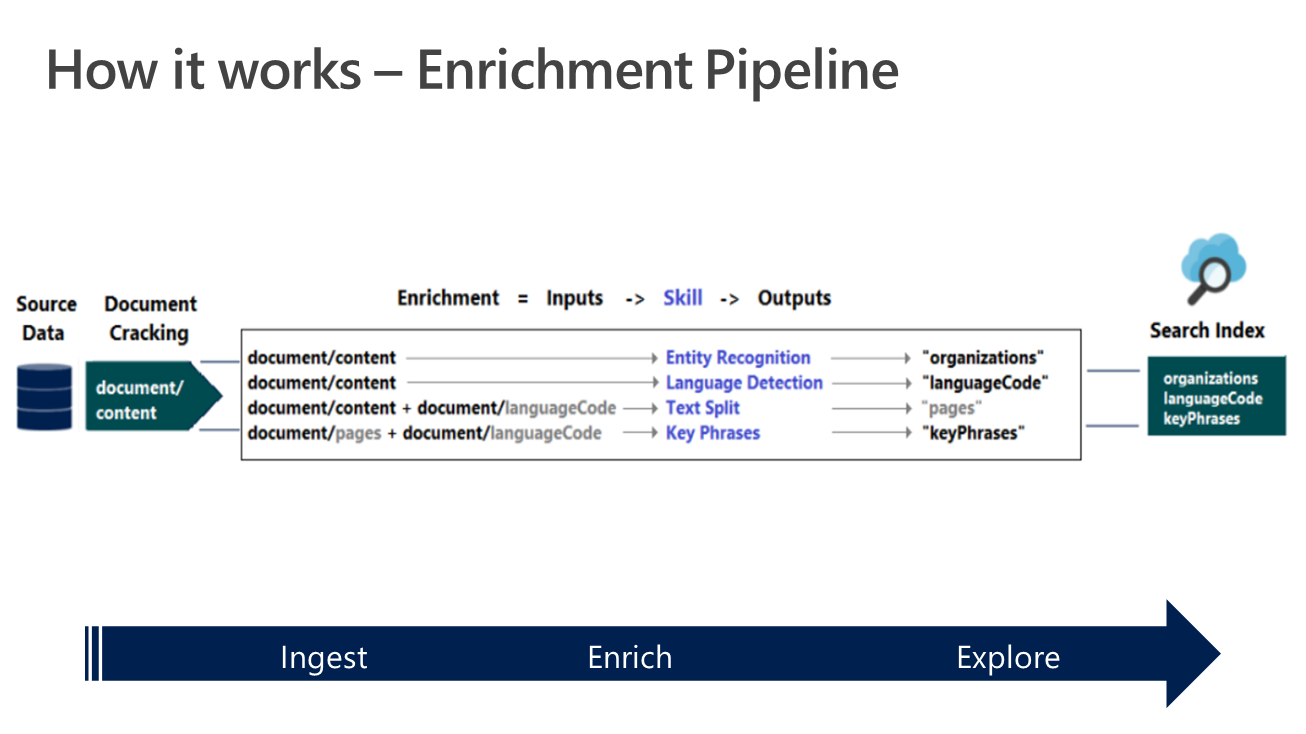 How it works – Enrichment Pipeline
Source
Data
Document
Cracking
document/
content
Enrichment = Inputs -> Skill -> Outputs
document/content Entity Recognition "organizations"
document/content Language Detection "languageCode"
document/content + document/languageCode Text Split "pages"
document/pages + document/languageCode Key Phrases "keyPhrases"
Search Index
organizations
languageCode
keyPhrases
Ingest Enrich Explore